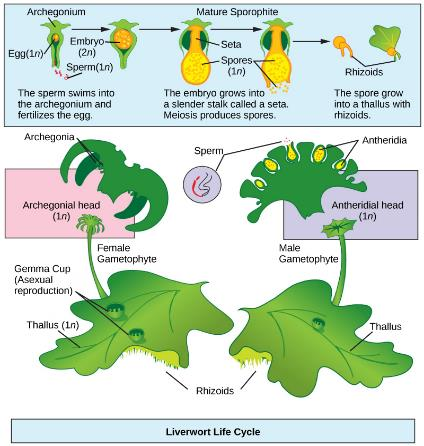 Archegonium
Mature Sporophite
Egg(1n)
Embryo
(2n)
Sperm(1n)
Seta
Spores
(1n)
Rhizoids
The sperm swims into
the archegonium and
fertilizes the egg.
The embryo grows into
a slender stalk called a seta.
Meiosis produces spores.
The spore grow
into a thallus with
rhizoids.
Archegonia
Sperm
Antheridia
Archegonial head
(1n)
Antheridial head
(1n)
Female
Gametophyte
Male
Gametophyte
Gemma Cup
(Asexual
reproduction)
Thallus (1n)
Thallus
Rhizoids
Liverwort Life Cycle